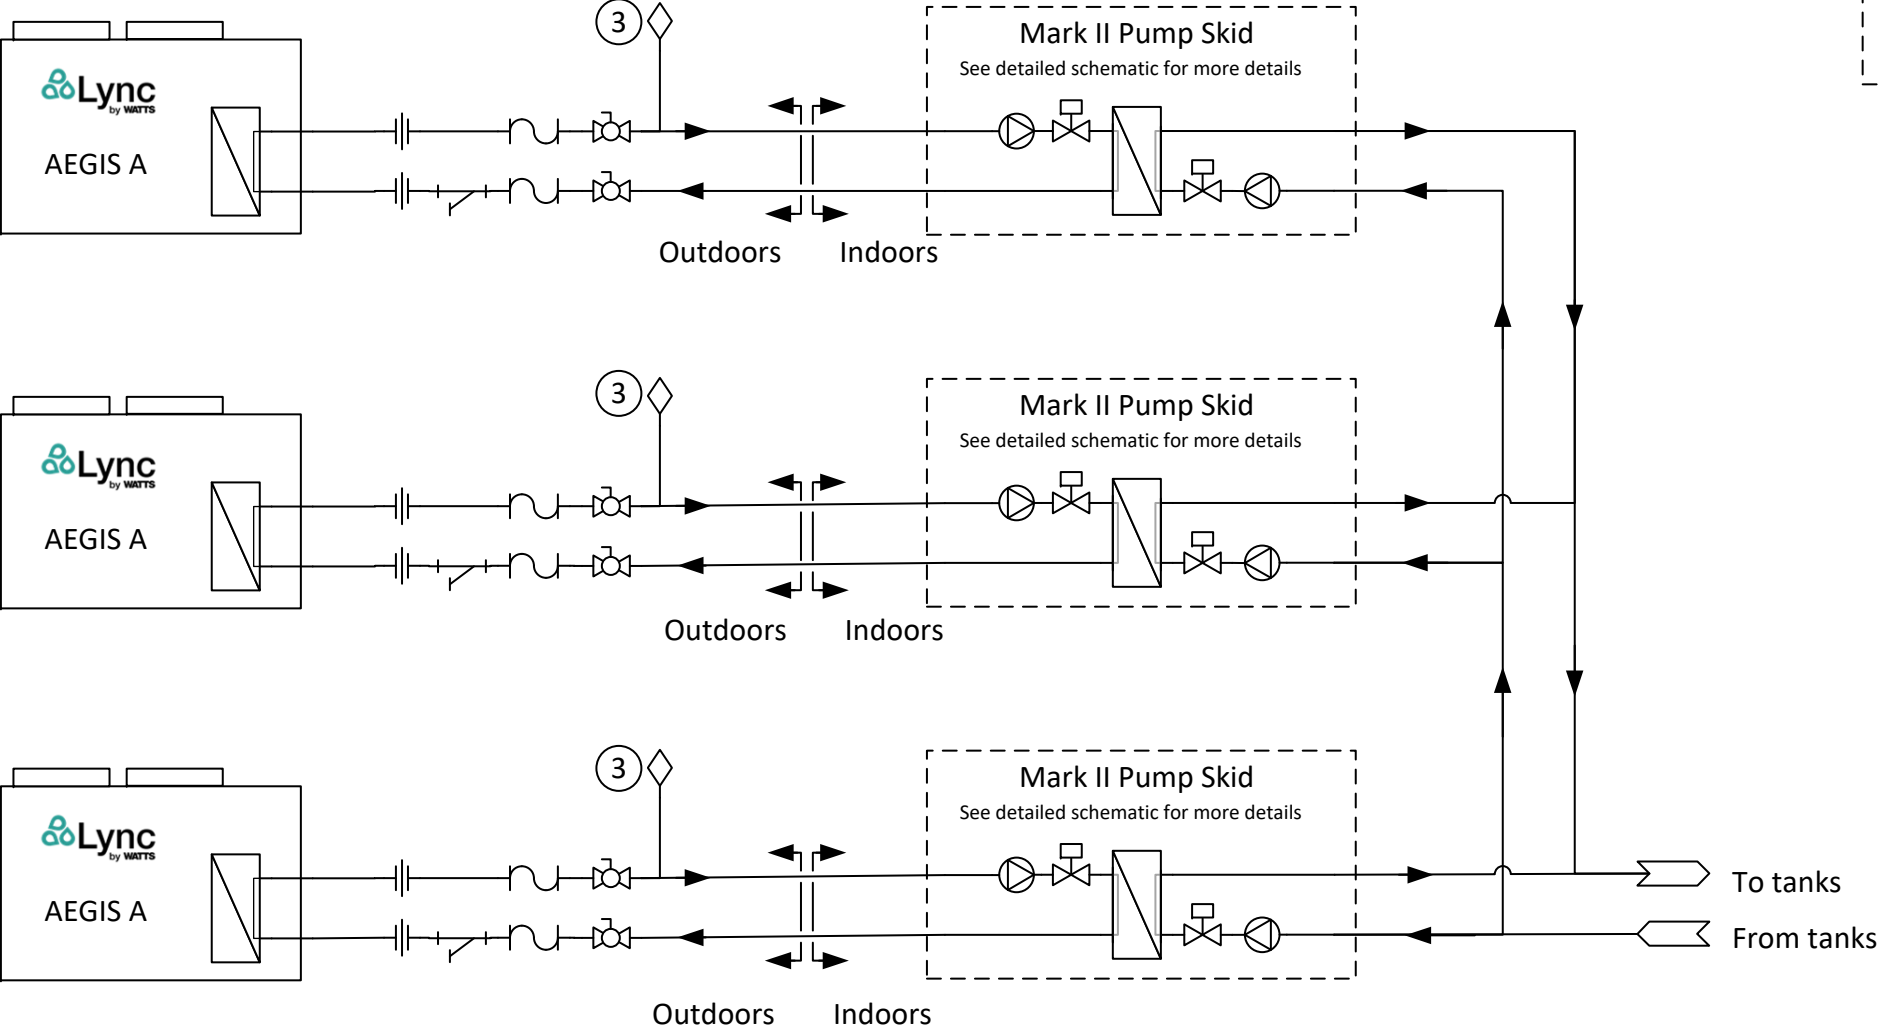 3
Mark II Pump Skid
See detailed schematic for more details
Lync
by WATTS
AEGIS A
Outdoors
Indoors
3
Mark II Pump Skid
See detailed schematic for more details
Lync
by WATTS
AEGIS A
Outdoors
Indoors
3
Mark II Pump Skid
See detailed schematic for more details
Lync
by WATTS
AEGIS A
To tanks
From tanks
Outdoors
Indoors